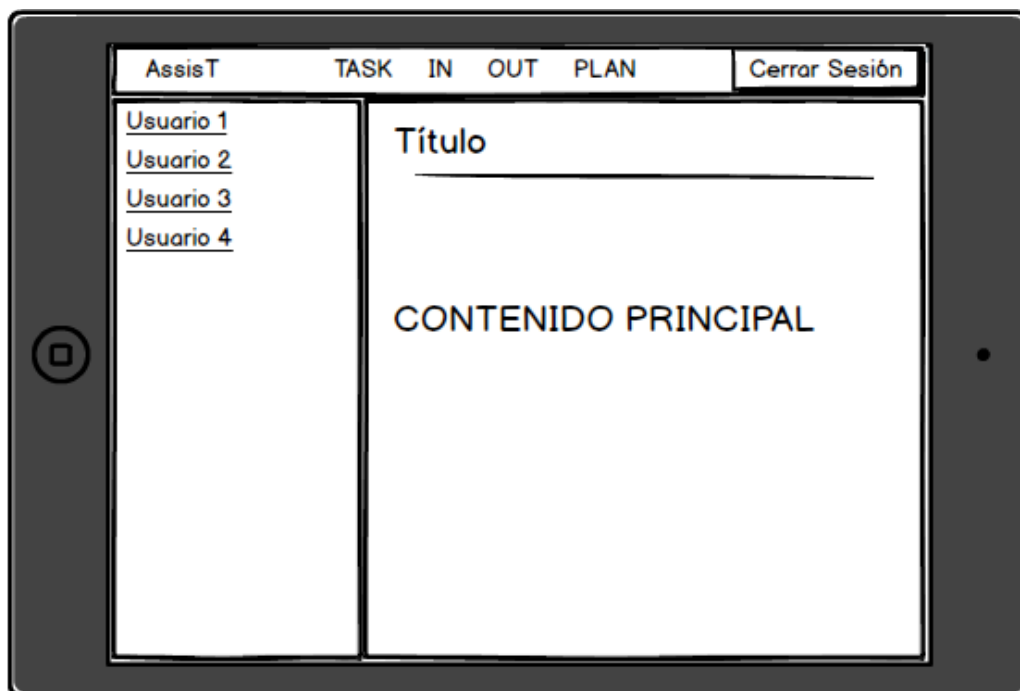 AssisT TASK IN OUT PLAN Cerrar Sesión
Usuario 1
Usuario 2
Usuario 3
Usuario 4
Título
CONTENIDO PRINCIPAL